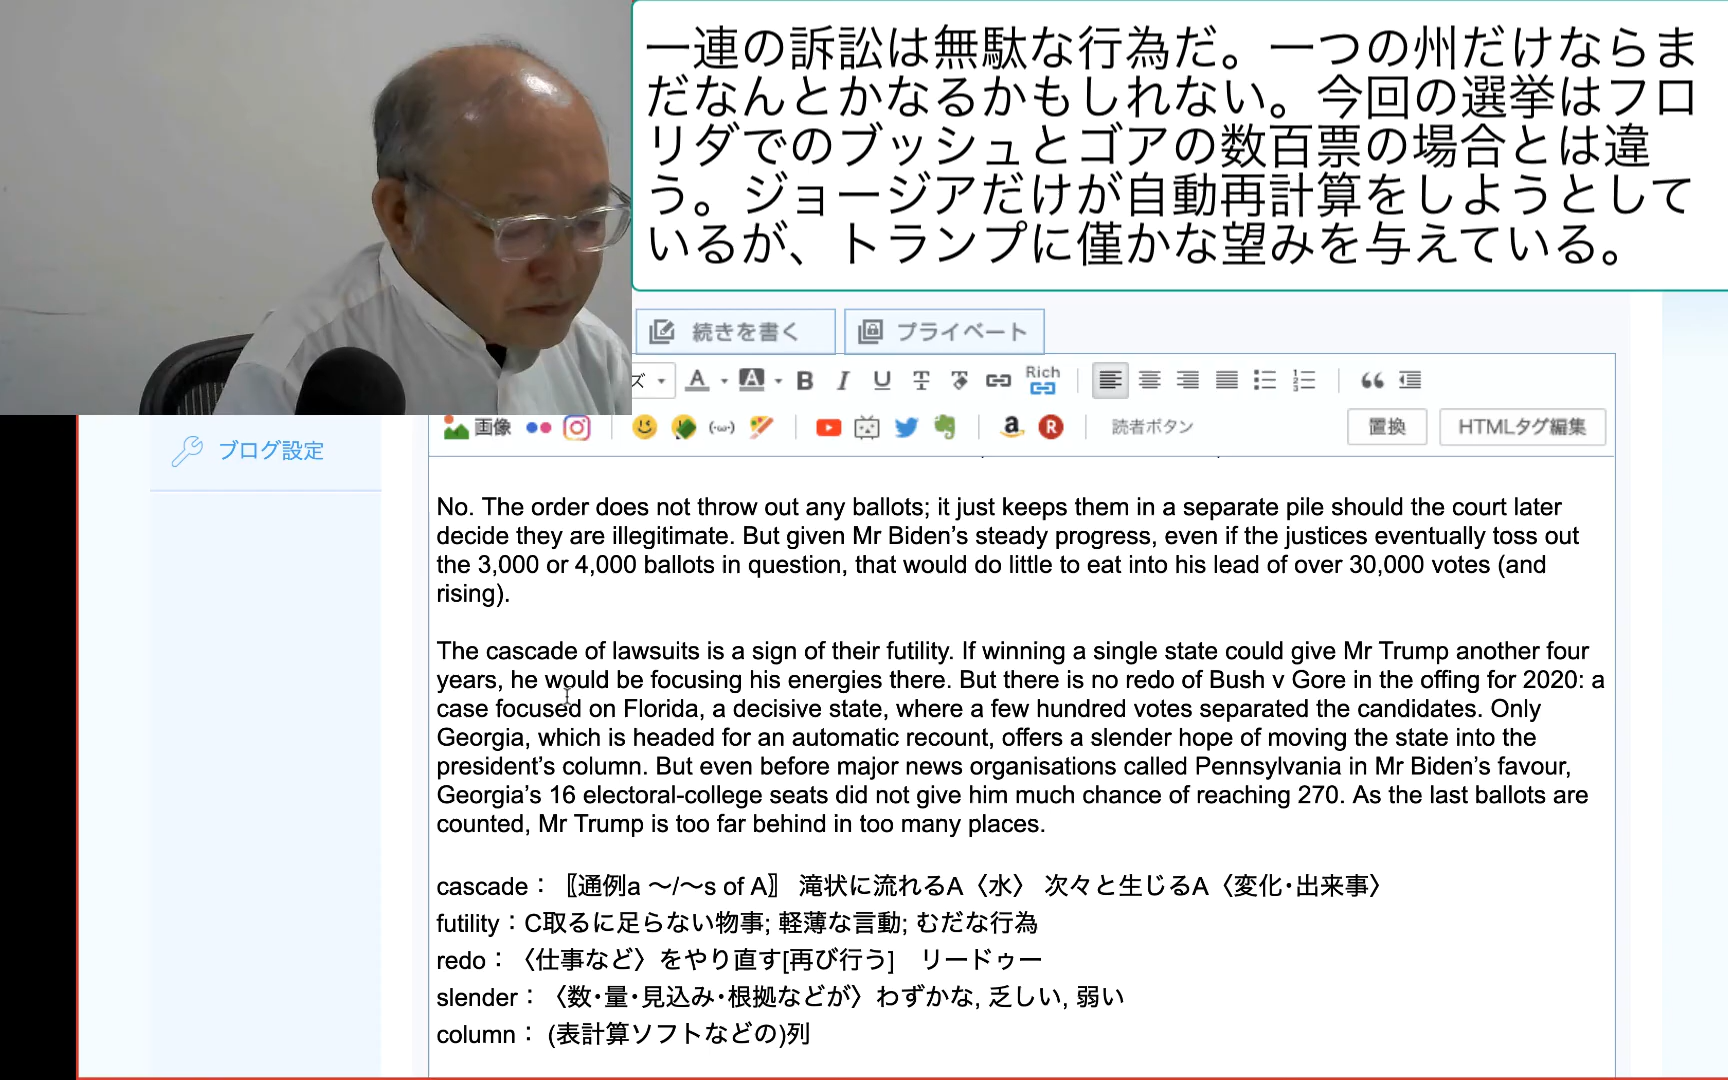 一連の訴訟は無駄な行為だ。一つの州だけならま
だなんとかなるかもしれない。今回の選挙はフロ
リダでのブッシュとゴアの数百票の場合とは違
う。ジョージアだけが自動再計算をしようとして
いるが、トランプに僅かな望みを与えている。
続きを書く プライベート
ズ A A B I U T Rich
画像 読者ボタン 置換 HTMLタグ編集
ブログ設定
No. The order does not throw out any ballots; it just keeps them in a separate pile should the court later
decide they are illegitimate. But given Mr Biden’s steady progress, even if the justices eventually toss out
the 3,000 or 4,000 ballots in question, that would do little to eat into his lead of over 30,000 votes (and
rising).
The cascade of lawsuits is a sign of their futility. If winning a single state could give Mr Trump another four
years, he would be focusing his energies there. But there is no redo of Bush v Gore in the offing for 2020: a
case focused on Florida, a decisive state, where a few hundred votes separated the candidates. Only
Georgia, which is headed for an automatic recount, offers a slender hope of moving the state into the
president’s column. But even before major news organisations called Pennsylvania in Mr Biden’s favour,
Georgia’s 16 electoral-college seats did not give him much chance of reaching 270. As the last ballots are
counted, Mr Trump is too far behind in too many places.
cascade：〖通例a 〜/〜s of A〗 滝状に流れるA〈水〉 次々と生じるA〈変化･出来事〉
futility：C取るに足らない物事; 軽薄な言動; むだな行為
redo：〈仕事など〉をやり直す[再び行う]　リードゥー
slender：〈数･量･見込み･根拠などが〉わずかな, 乏しい, 弱い
column： (表計算ソフトなどの)列